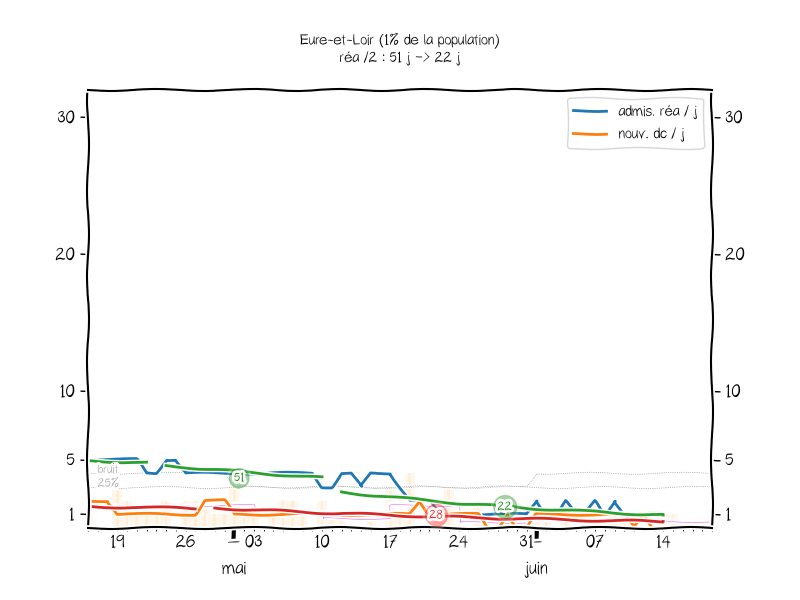 Eure-et-Loir (1% de la population)
réa /2 : 51 j -> 22 j
admis. réa / j
nouv. dc / j
30 30
20 20
10 10
5 5
1 1
bruit
25%
51
22
28
19 26 03 10 17 24 31 07 14
mai juin